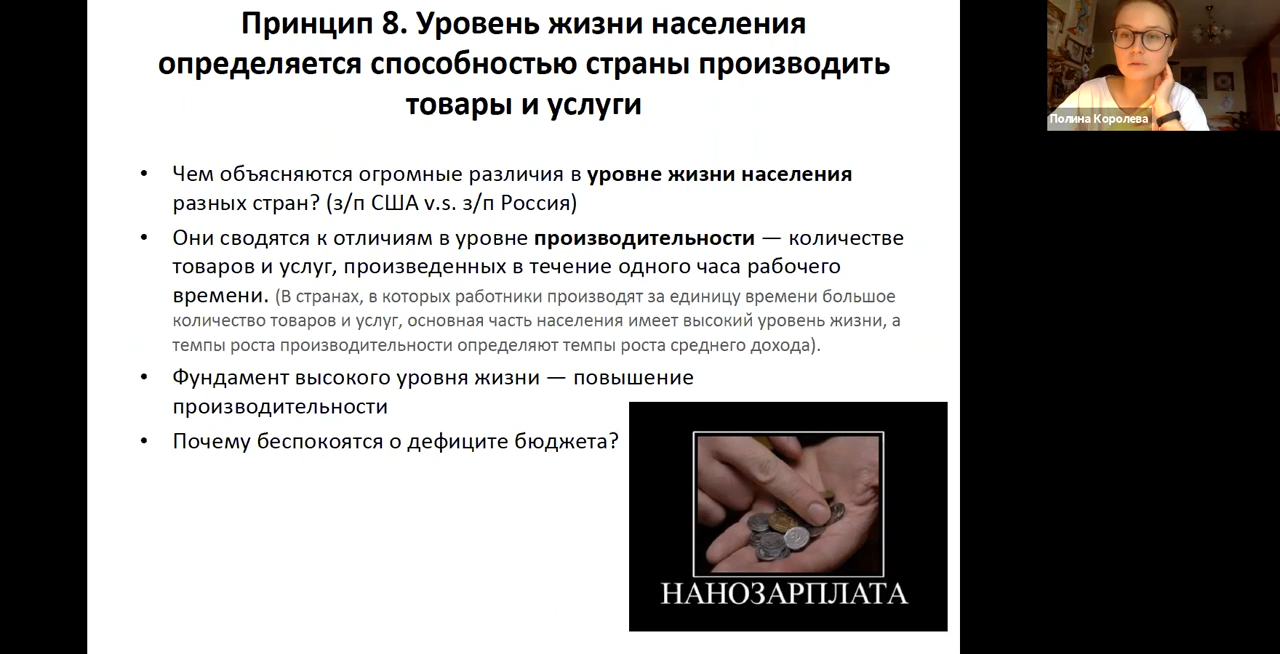 Принцип 8. Уровень жизни населения
определяется способностью страны производить
товары и услуги
• Чем объясняются огромные различия в уровне жизни населения
разных стран? (з/п США v.s. з/п Россия)
• Они сводятся к отличиям в уровне производительности — количестве
товаров и услуг, произведенных в течение одного часа рабочего
времени. (В странах, в которых работники производят за единицу времени большое
количество товаров и услуг, основная часть населения имеет высокий уровень жизни, а
темпы роста производительности определяют темпы роста среднего дохода).
• Фундамент высокого уровня жизни — повышение
производительности
• Почему беспокоятся о дефиците бюджета?
НАНОЗАРПЛАТА
Полина Королева